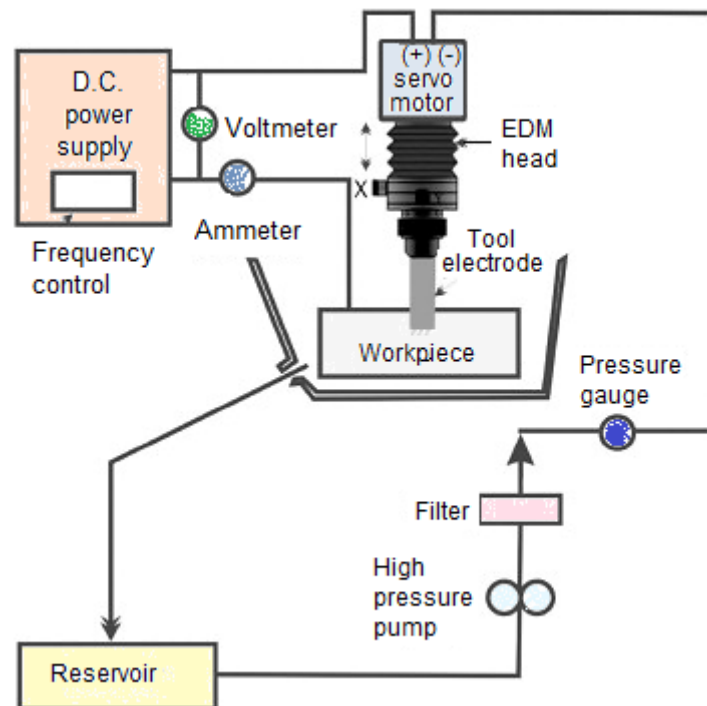 D.C.
power
supply
Frequency
control
Voltmeter
Ammeter
(+) (-)
servo
motor
EDM
head
X
Tool
electrode
Workpiece
Pressure
gauge
Filter
High
pressure
pump
Reservoir